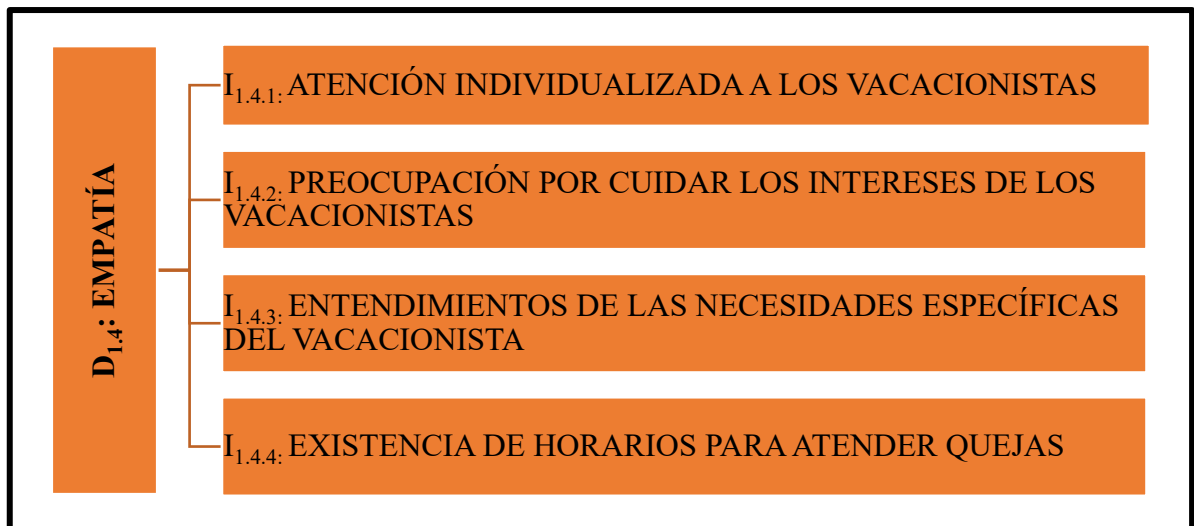 D1.4: EMPATÍA
I1.4.1: ATENCIÓN INDIVIDUALIZADA A LOS VACACIONISTAS
I1.4.2: PREOCUPACIÓN POR CUIDAR LOS INTERESES DE LOS
VACACIONISTAS
I1.4.3: ENTENDIMIENTOS DE LAS NECESIDADES ESPECÍFICAS
DEL VACACIONISTA
I1.4.4: EXISTENCIA DE HORARIOS PARA ATENDER QUEJAS